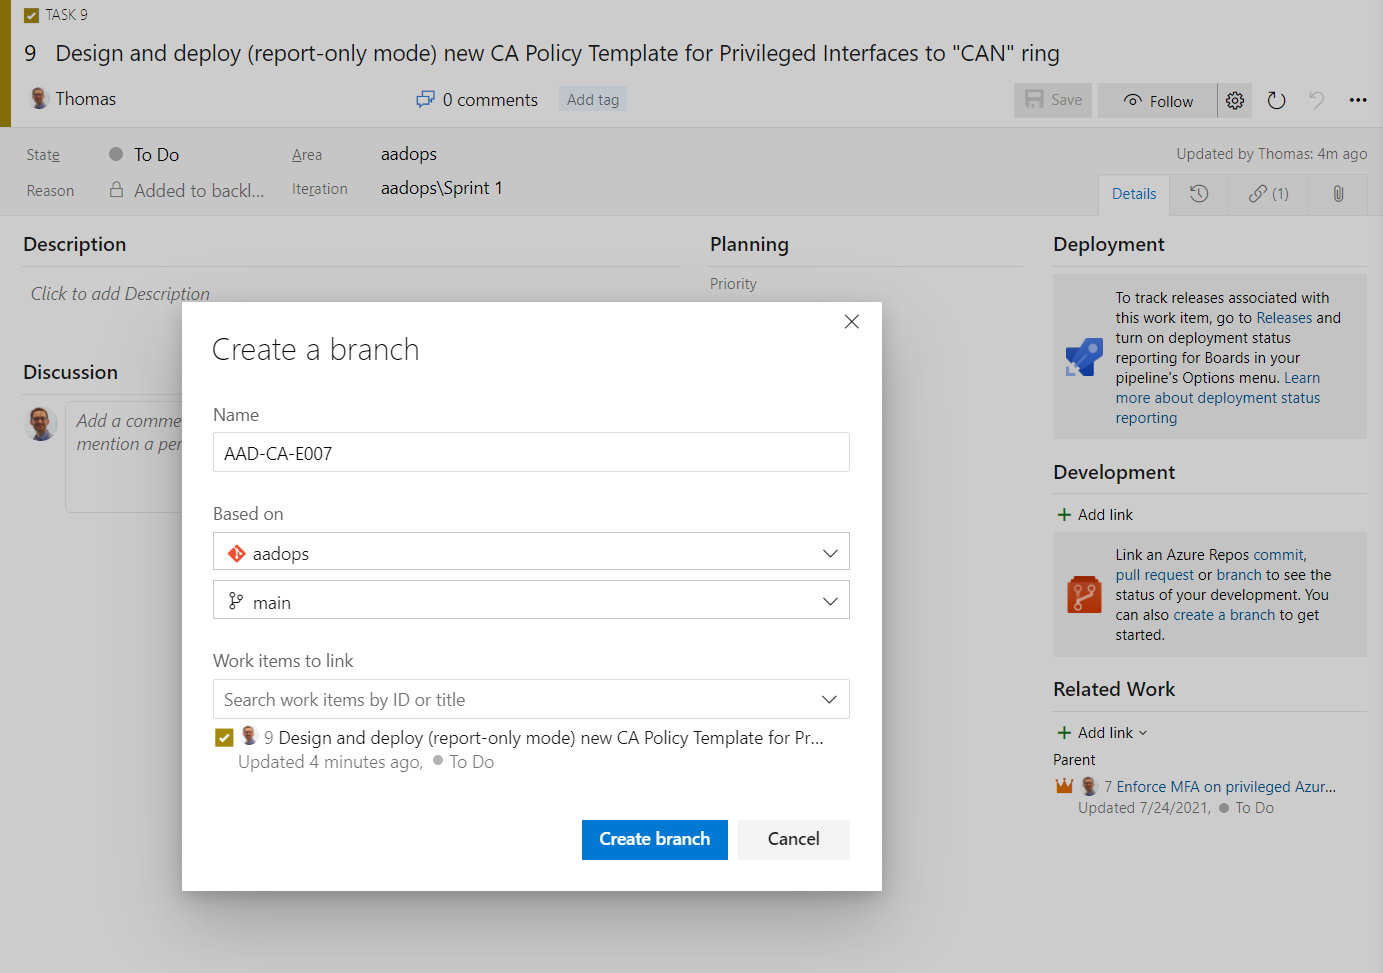 TASK 9
9 Design and deploy (report-only mode) new CA Policy Template for Privileged Interfaces to "CAN" ring
Thomas
0 comments
Add tag
Save
Follow
State
To Do
Area
aadops
Updated by Thomas: 4m ago
Reason
Added to backl...
Iteration
aadops\Sprint 1
Details
(1)
Description
Click to add Description
Discussion
Add a comme
mention a per
Planning
Priority
Deployment
To track releases associated with
this work item, go to Releases and
turn on deployment status
reporting for Boards in your
pipeline's Options menu. Learn
more about deployment status
reporting
Development
Add link
Link an Azure Repos commit,
pull request or branch to see the
status of your development. You
can also create a branch to get
started.
Related Work
Add link
Parent
7 Enforce MFA on privileged Azur...
Updated 7/24/2021, To Do
Create a branch
Name
AAD-CA-E007
Based on
aadops
main
Work items to link
Search work items by ID or title
9 Design and deploy (report-only mode) new CA Policy Template for Pr...
Updated 4 minutes ago, To Do
Create branch
Cancel